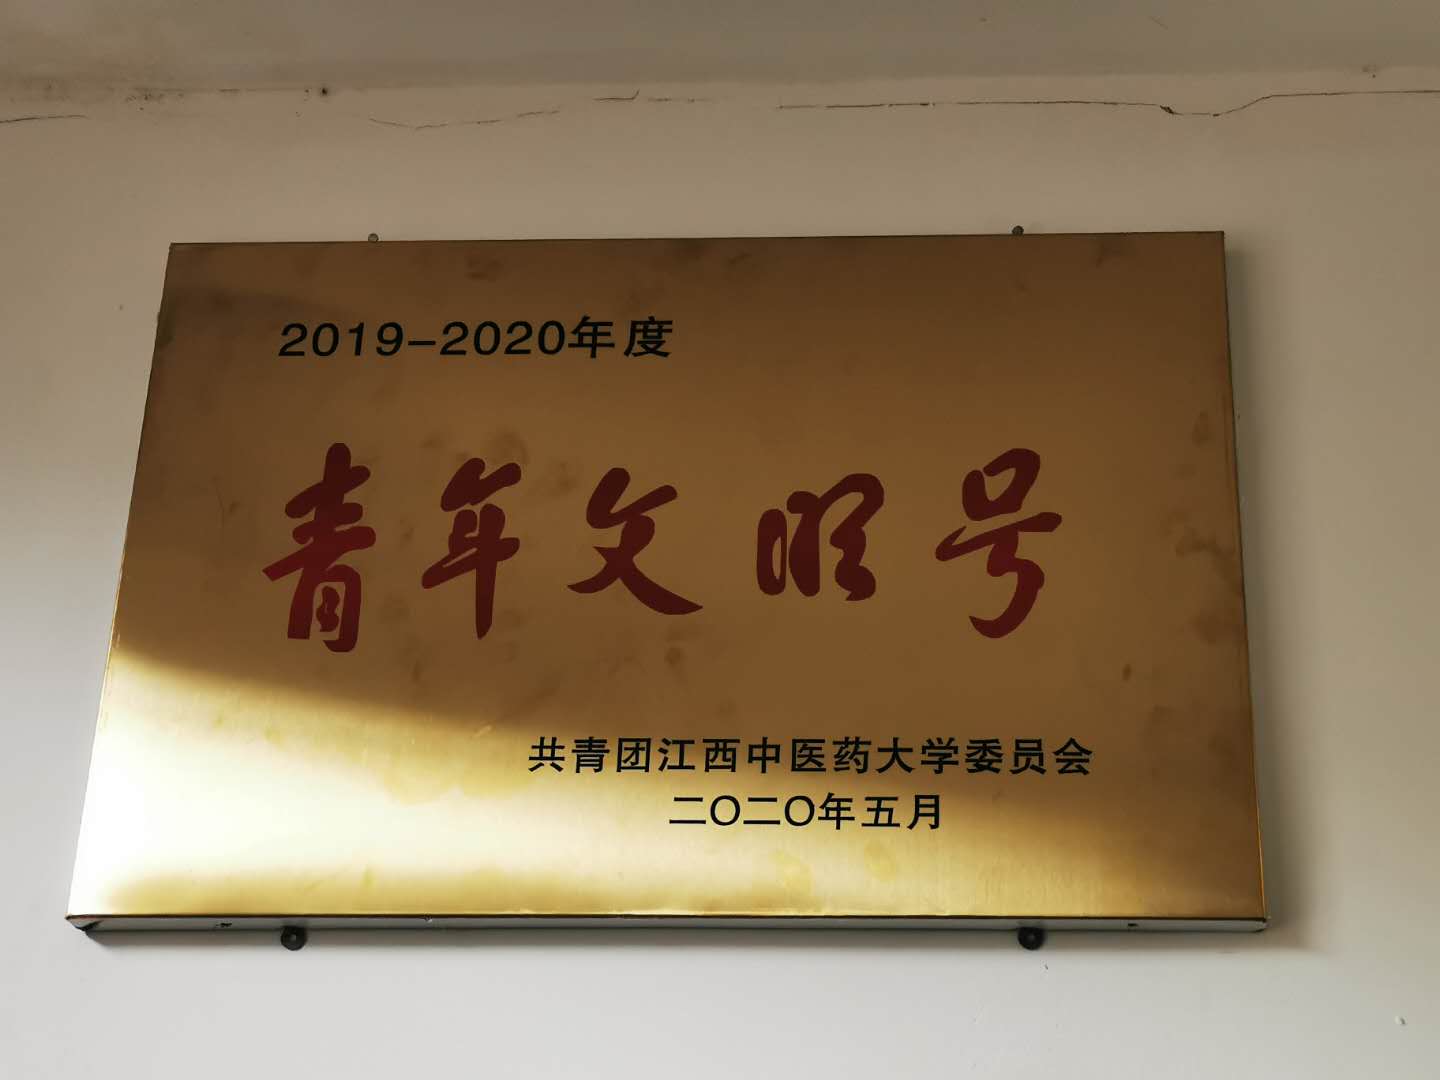 2019-2020年度
青年文明号
共青团江西中医药大学委员会
二〇二〇年五月